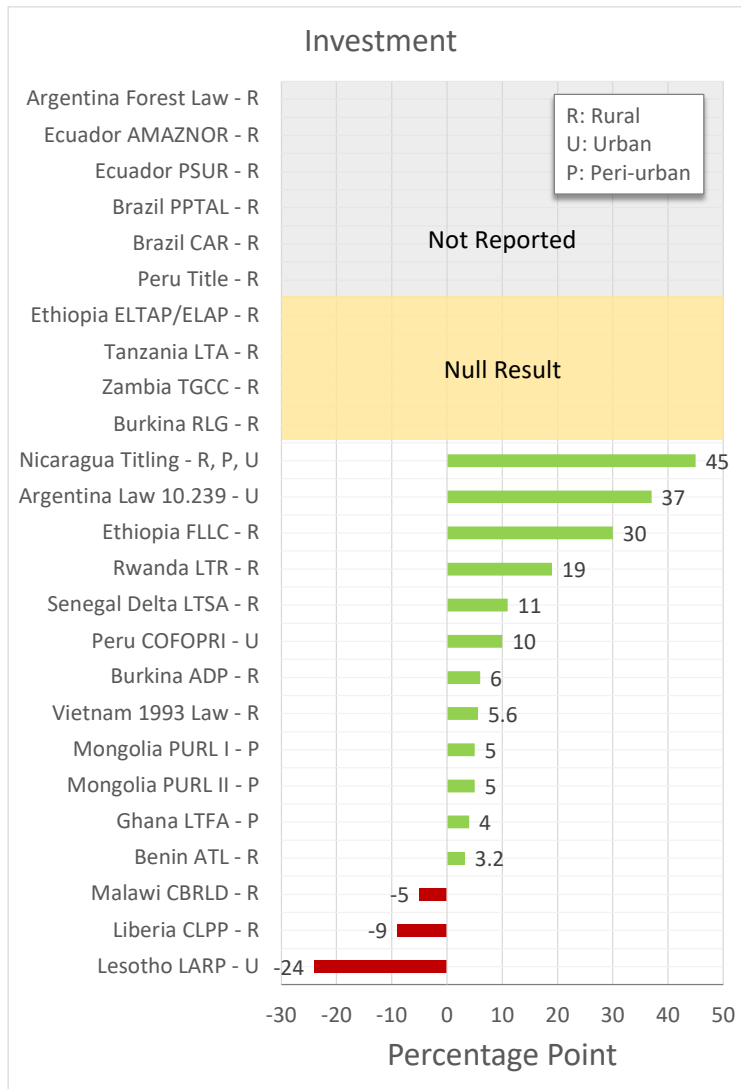 Investment
Argentina Forest Law - R
Ecuador AMAZNOR - R
Ecuador PSUR - R
Brazil PPTAL - R
Brazil CAR - R
Peru Title - R
Ethiopia ELTAP/ELAP - R
Tanzania LTA - R
Zambia TGCC - R
Burkina RLG - R
Nicaragua Titling - R, P, U
Argentina Law 10.239 - U
Ethiopia FLLC - R
Rwanda LTR - R
Senegal Delta LTSA - R
Peru COFOPRI - U
Burkina ADP - R
Vietnam 1993 Law - R
Mongolia PURL I - P
Mongolia PURL II - P
Ghana LTFA - P
Benin ATL - R
Malawi CBRLD - R
Liberia CLPP - R
Lesotho LARP - U
R: Rural
U: Urban
P: Peri-urban
Not Reported
Null Result
45
37
30
19
11
10
6
5.6
5
5
4
3.2
-5
-9
-24
-30 -20 -10 0 10 20 30 40 50
Percentage Point